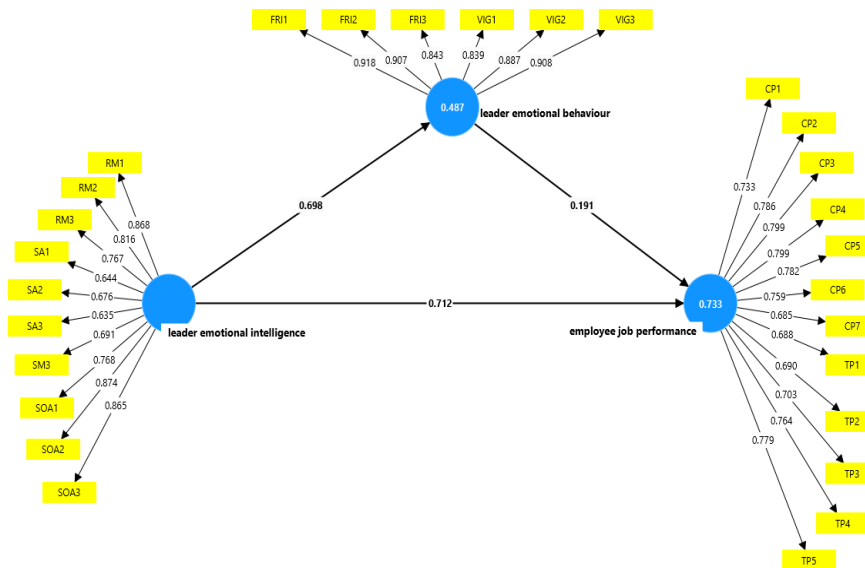 FRI1 FRI2 FRI3 VIG1 VIG2 VIG3
0.918 0.907 0.843 0.839 0.887 0.908
0.487
leader emotional behaviour
CP1
CP2
CP3
CP4
CP5
CP6
CP7
TP1
TP2
TP3
TP4
TP5
0.733
0.786
0.799
0.799
0.782
0.759
0.685
0.688
0.690
0.703
0.764
0.779
RM1
RM2
RM3
SA1
SA2
SA3
SM3
SOA1
SOA2
SOA3
0.868
0.816
0.767
0.644
0.676
0.635
0.691
0.768
0.874
0.865
0.698
0.191
0.712
0.733
leader emotional intelligence
employee job performance